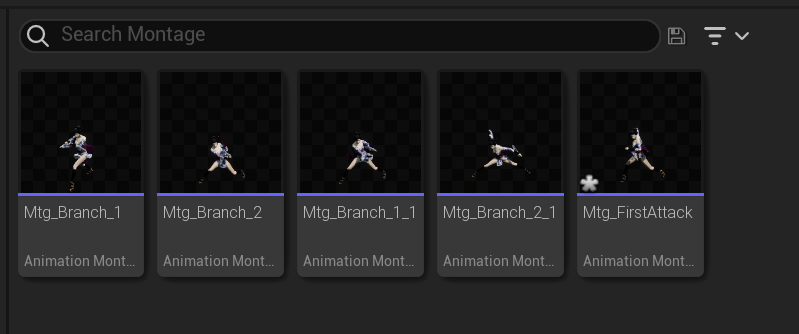 Search Montage
Mtg_Branch_1
Mtg_Branch_2
Mtg_Branch_1_1
Mtg_Branch_2_1
Mtg_FirstAttack
Animation Mont...
Animation Mont...
Animation Mont...
Animation Mont...
Animation Mont...